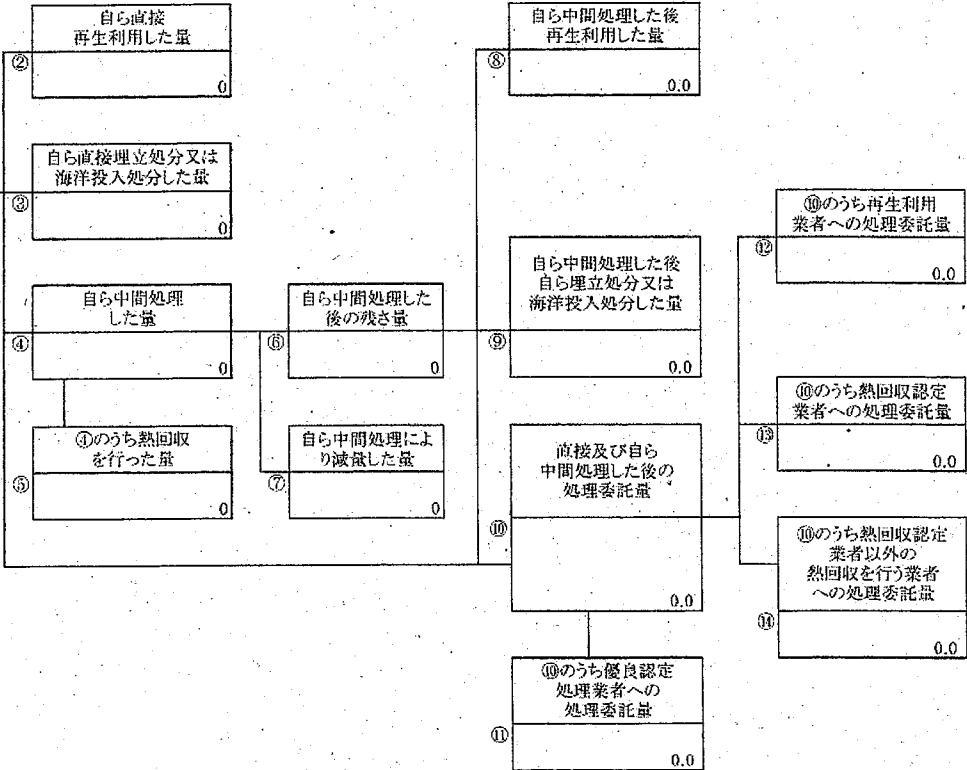 自ら直接
再生利用した量
②
0
自ら直接埋立処分又は
海洋投入処分した量
③
0
自ら中間処理
した量
④
0
④のうち熱回収
を行った量
⑤
0
自ら中間処理した
後の残さ量
⑥
0
自ら中間処理によ
り減量した量
⑦
0
自ら中間処理した後
再生利用した量
⑧
0.0
自ら中間処理した後
自ら埋立処分又は
海洋投入処分した量
⑨
0.0
直接及び自ら
中間処理した後の
処理委託量
⑩
0.0
⑩のうち優良認定
処理業者への
処理委託量
⑪
0.0
⑩のうち再生利用
業者への処理委託量
⑫
0.0
⑩のうち熱回収認定
業者への処理委託量
⑬
0.0
⑩のうち熱回収認定
業者以外の
熱回収を行う業者
への処理委託量
⑭
0.0